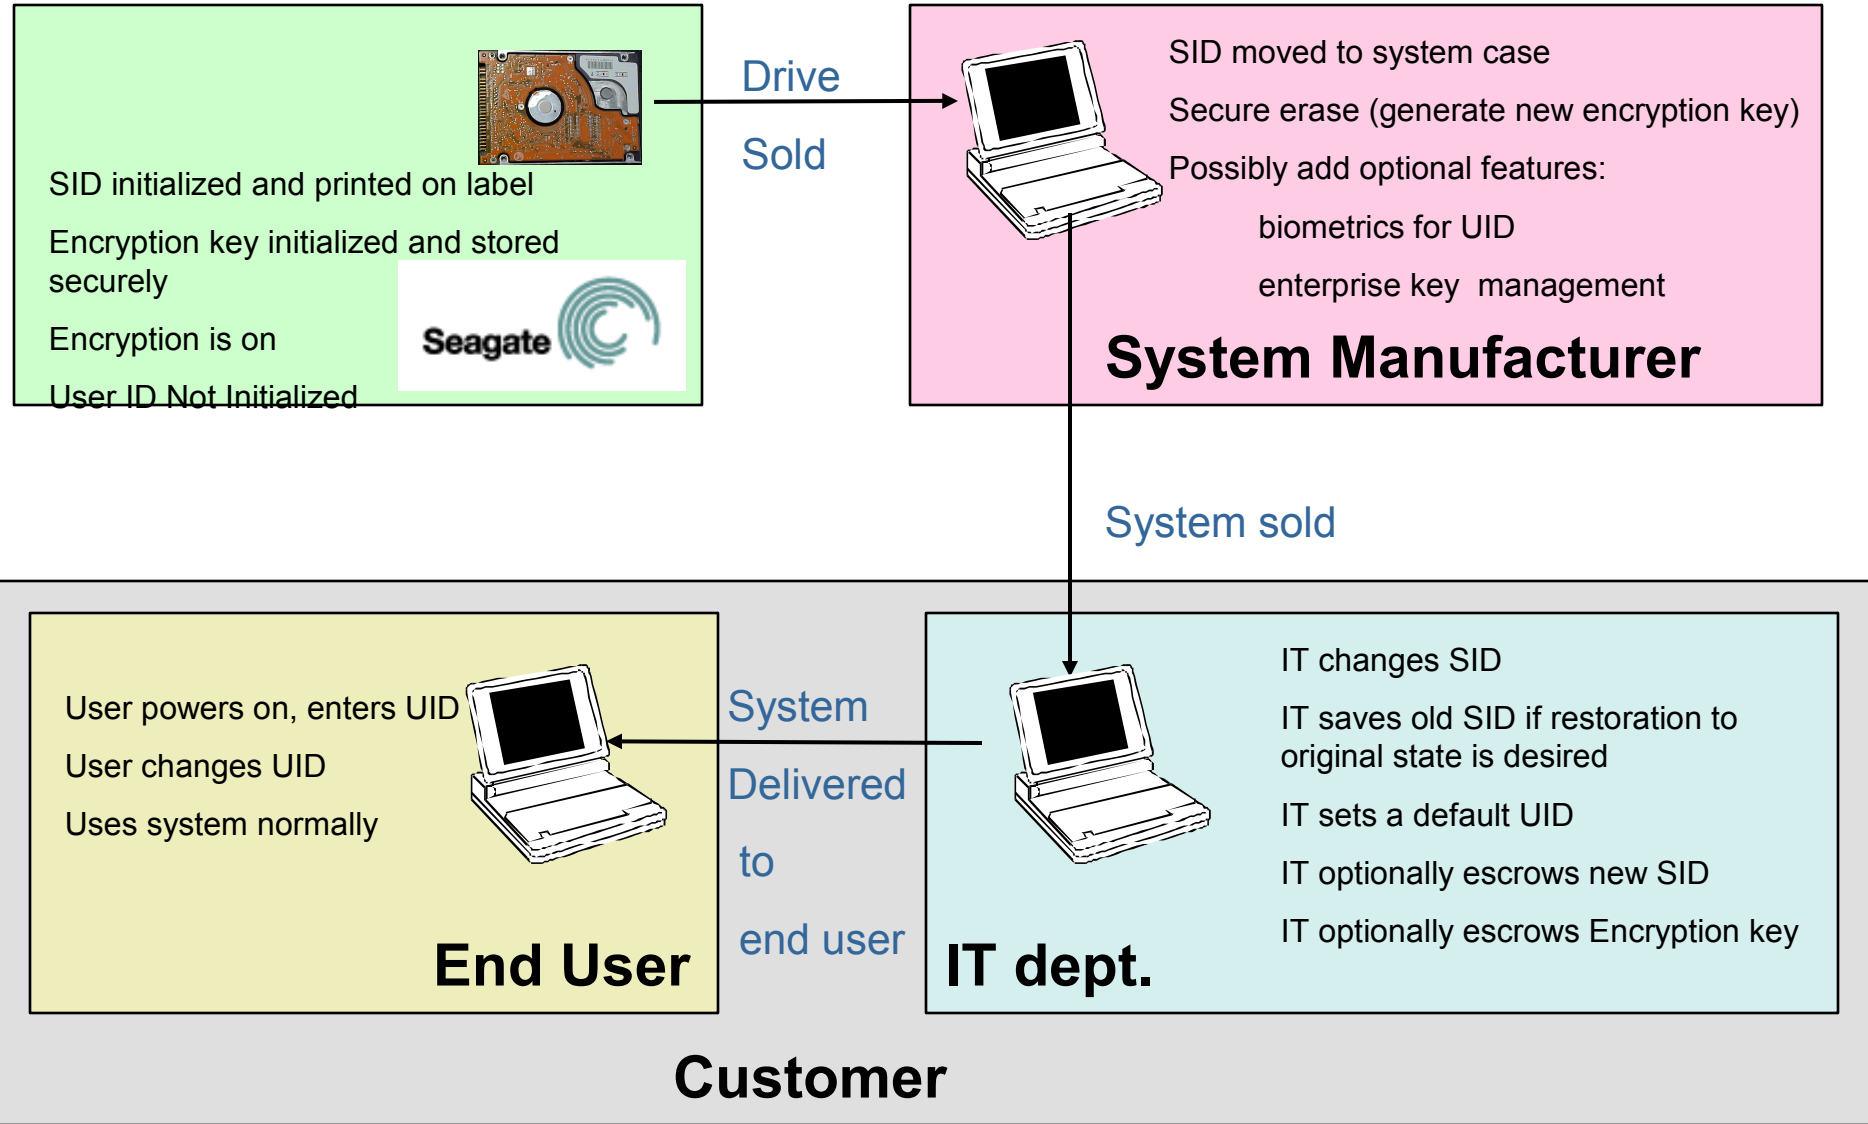 SID initialized and printed on label
Encryption key initialized and stored
securely
Encryption is on
User ID Not Initialized
Seagate
Drive
Sold
SID moved to system case
Secure erase (generate new encryption key)
Possibly add optional features:
biometrics for UID
enterprise key  management
System Manufacturer
System sold
User powers on, enters UID
User changes UID
Uses system normally
End User
System
Delivered
to
end user
IT changes SID
IT saves old SID if restoration to
original state is desired
IT sets a default UID
IT optionally escrows new SID
IT optionally escrows Encryption key
IT dept.
Customer